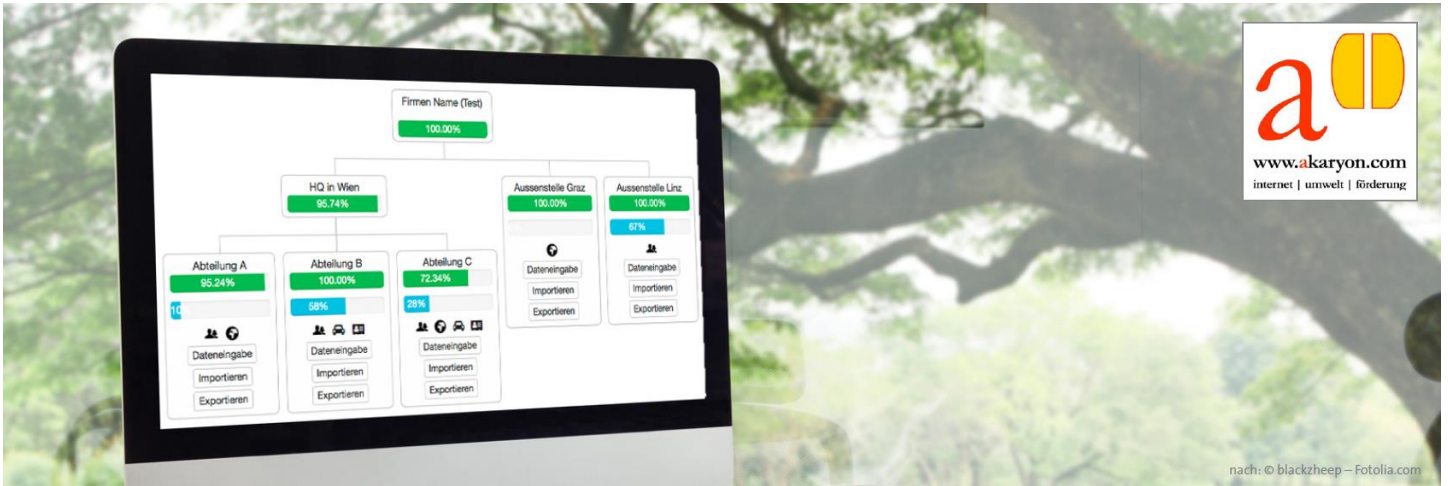 Firmen Name (Test)
100.00%
HQ in Wien
95.74%
Aussenstelle Graz
100.00%
Aussenstelle Linz
100.00%
67%
Abteilung A
95.24%
Abteilung B
100.00%
58%
Abteilung C
72.34%
28%
Dateneingabe
Importieren
Exportieren
Dateneingabe
Importieren
Exportieren
Dateneingabe
Importieren
Exportieren
Dateneingabe
Importieren
Exportieren
Dateneingabe
Importieren
Exportieren
a
www.akaryon.com
internet | umwelt | förderung
nach: © blackzheep – Fotolia.com